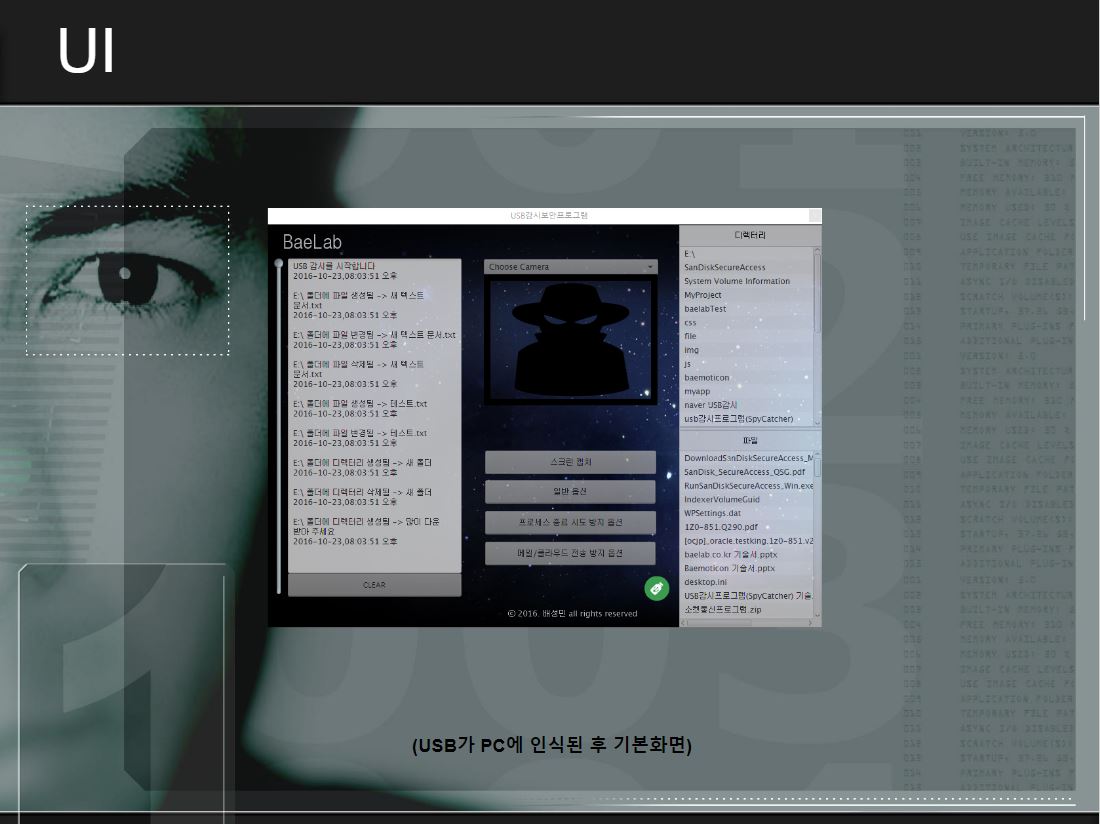 UI
USB감시보안프로그램
BaeLab
USB 감시를 시작합니다
2016-10-23,08:03:51 오후
E:\ 폴더에 파일 생성됨 -> 새 텍스트
문서.txt
2016-10-23,08:03:51 오후
E:\ 폴더에 파일 변경됨 -> 새 텍스트 문서.txt
2016-10-23,08:03:51 오후
E:\ 폴더에 파일 삭제됨 -> 새 텍스트
문서.txt
2016-10-23,08:03:51 오후
E:\ 폴더에 파일 생성됨 -> 테스트.txt
2016-10-23,08:03:51 오후
E:\ 폴더에 파일 변경됨 -> 테스트.txt
2016-10-23,08:03:51 오후
E:\ 폴더에 디렉터리 생성됨-> 새 폴더
2016-10-23,08:03:51 오후
E:\ 폴더에 디렉터리 삭제됨-> 새 폴더
2016-10-23,08:03:51 오후
E:\ 폴더에 디렉터리 생성됨-> 많이 다운
받아 주세요
2016-10-23,08:03:51 오후
CLEAR
Choose Camera
스크린 캡처
일반 옵션
프로세스 종료 시도 방지 옵션
메일/클라우드 전송 방지 옵션
ⓒ 2016. 배성민 all rights reserved
디렉터리
E:\
SanDiskSecureAccess
System Volume Information
MyProject
baelabTest
css
file
img
js
baemoticon
myapp
naver USB감시
usb감시프로그램(SpyCatcher)
파일
DownloadSanDiskSecureAccess_M
SanDisk_SecureAccess_QSG.pdf
RunSanDiskSecureAccess_Win.exe
IndexerVolumeGuid
WPSettings.dat
1Z0-851.Q290.pdf
[ocjp]_oracle.testking.1z0-851.v2
baelab.co.kr 기술서.pptx
Baemoticon 기술서.pptx
desktop.ini
USB감시프로그램(SpyCatcher) 기술.
소켓통신프로그램.zip
(USB가 PC에 인식된 후 기본화면)